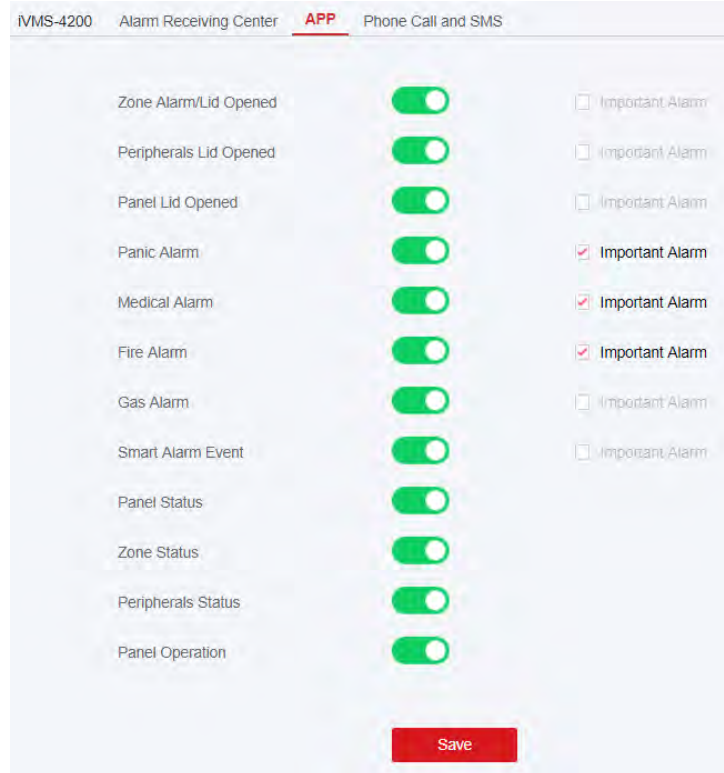 iVMS-4200 Alarm Receiving Center APP Phone Call and SMS
Zone Alarm/Lid Opened Important Alarm
Peripherals Lid Opened Important Alarm
Panel Lid Opened Important Alarm
Panic Alarm Important Alarm
Medical Alarm Important Alarm
Fire Alarm Important Alarm
Gas Alarm Important Alarm
Smart Alarm Event Important Alarm
Panel Status
Zone Status
Peripherals Status
Panel Operation
Save